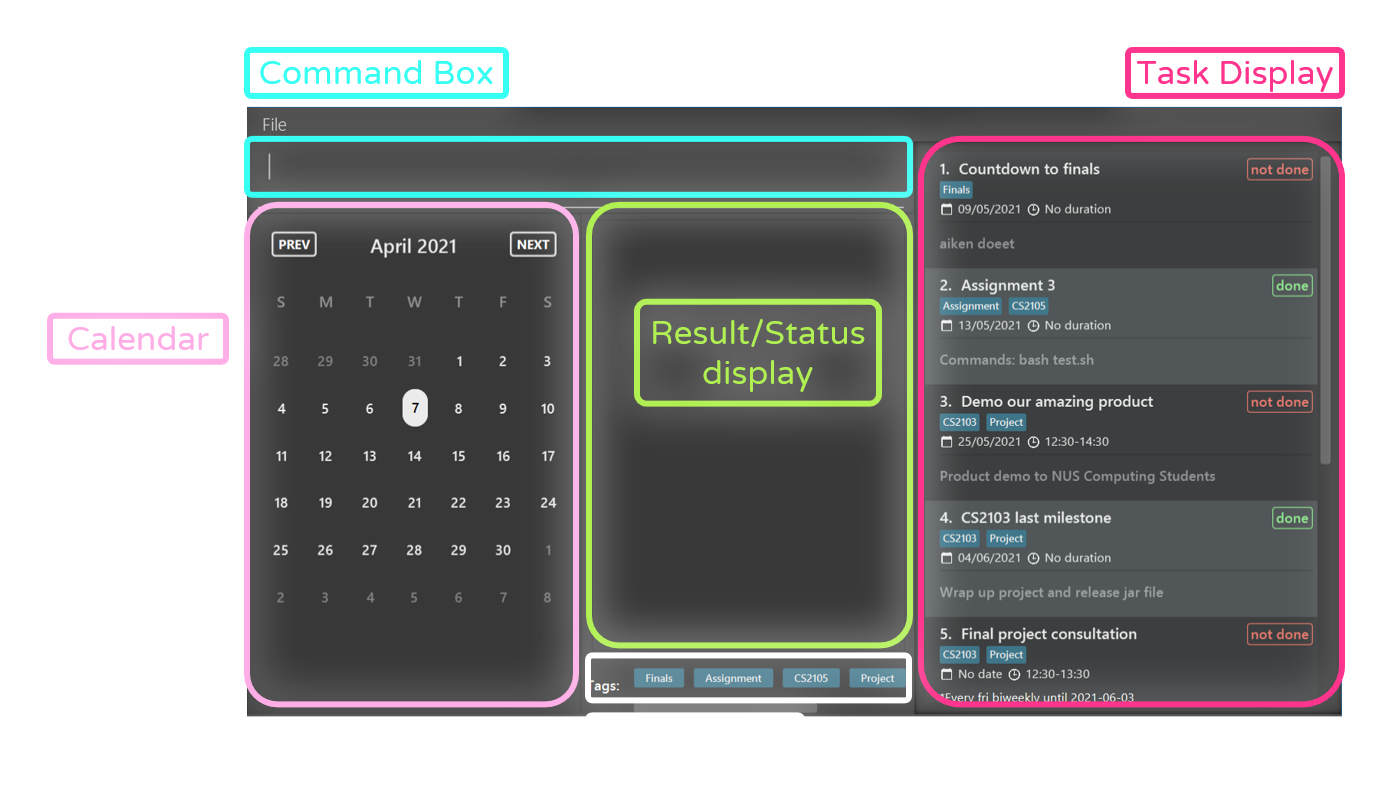 Command Box
Task Display
File
Calendar
PREV April 2021 NEXT
S M T W T F S
28 29 30 31 1 2 3
4 5 6 7 8 9 10
11 12 13 14 15 16 17
18 19 20 21 22 23 24
25 26 27 28 29 30 1
2 3 4 5 6 7 8
Result/Status
display
Tags: Finals Assignment CS2105 Project
1. Countdown to finals not done
Finals
09/05/2021 No duration
aiken doeet
2. Assignment 3 done
Assignment CS2105
13/05/2021 No duration
Commands: bash test.sh
3. Demo our amazing product not done
CS2103 Project
25/05/2021 12:30-14:30
Product demo to NUS Computing Students
4. CS2103 last milestone done
CS2103 Project
04/06/2021 No duration
Wrap up project and release jar file
5. Final project consultation not done
CS2103 Project
No date 12:30-13:30
*Every fri biweekly until 2021-06-03